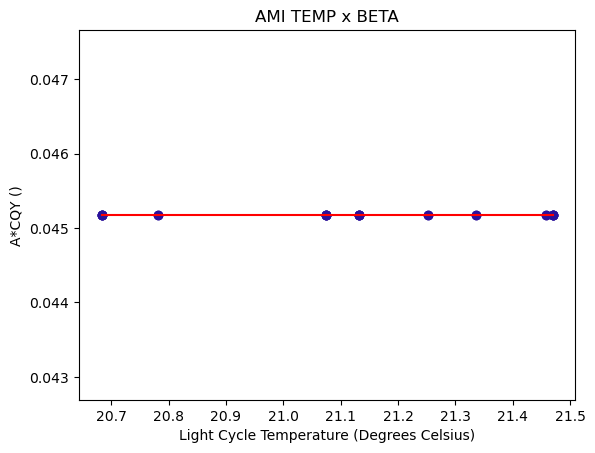 AMI TEMP x BETA
0.047
0.046
0.045
0.044
0.043
A*CQY ()
20.7 20.8 20.9 21.0 21.1 21.2 21.3 21.4 21.5
Light Cycle Temperature (Degrees Celsius)